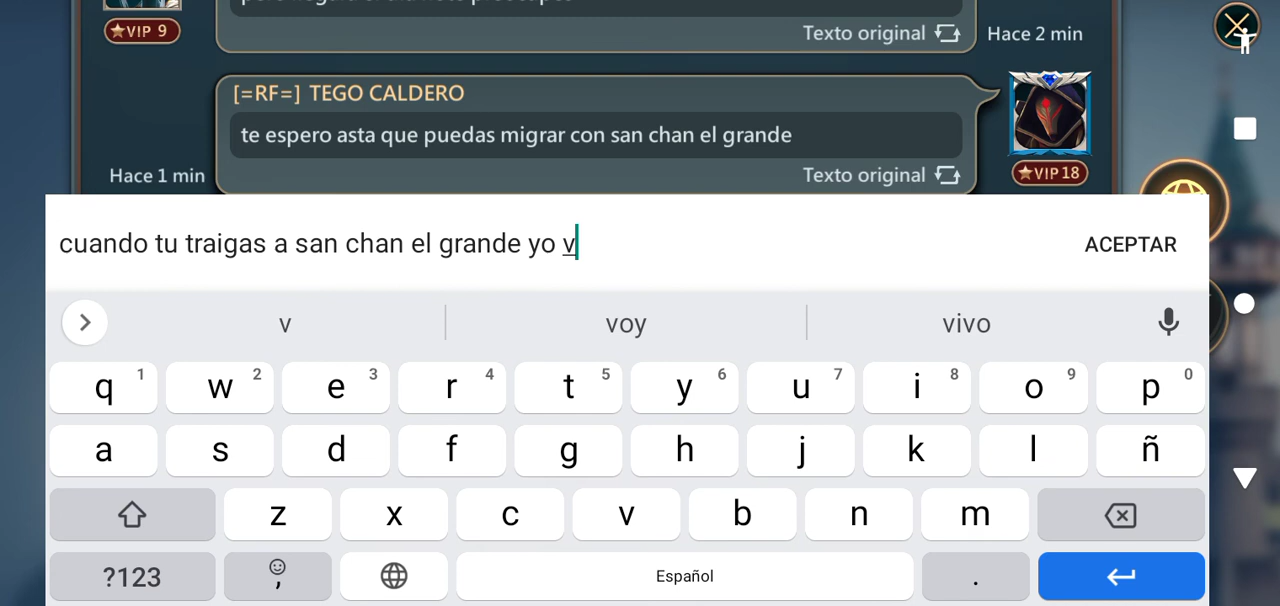 VIP 9
Texto original
Hace 2 min
[=RF=] TEGO CALDERO
te espero asta que puedas migrar con san chan el grande
Hace 1 min
Texto original
VIP 18
cuando tu traigas a san chan el grande yo v
ACEPTAR
v voy vivo
q 1 w 2 e 3 r 4 t 5 y 6 u 7 i 8 o 9 p 0
a s d f g h j k l ñ
z x c v b n m
?123 , Español .